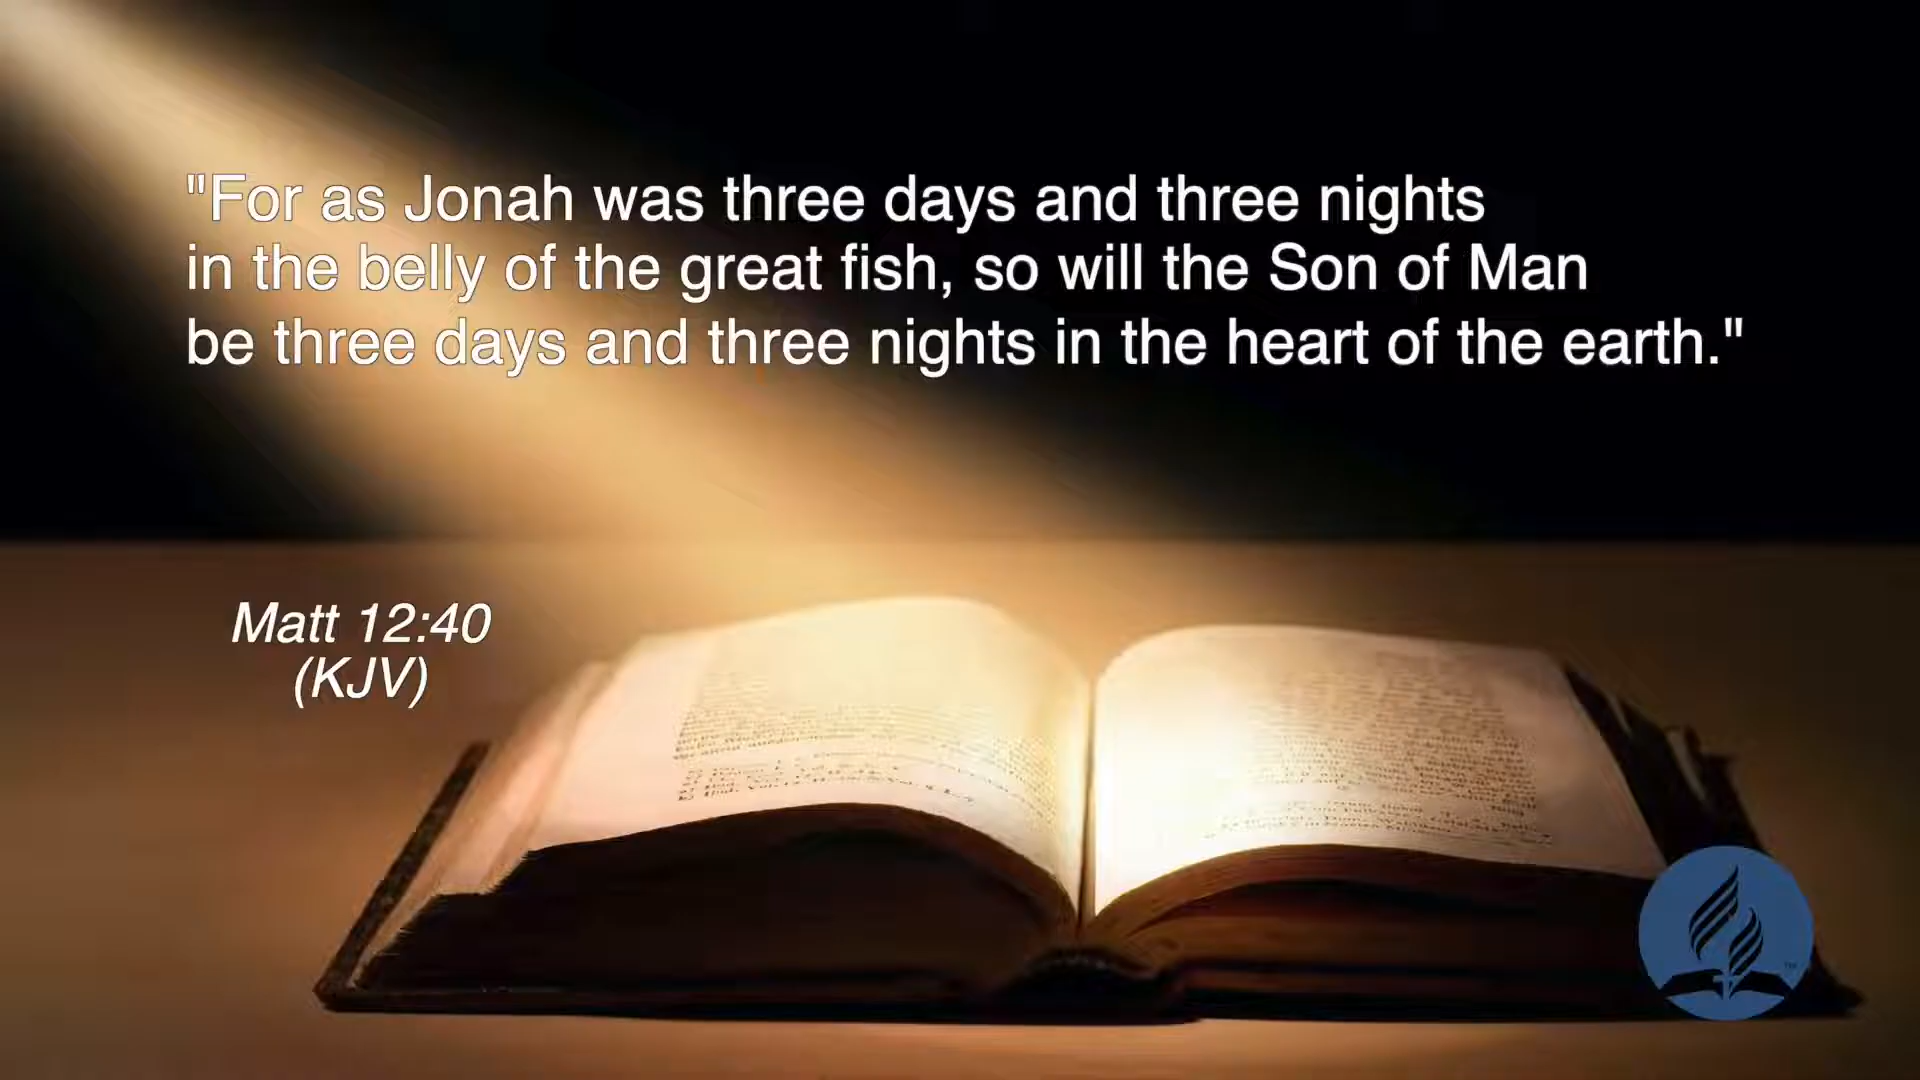 "For as Jonah was three days and three nights
in the belly of the great fish, so will the Son of Man
be three days and three nights in the heart of the earth."
Matt 12:40
(KJV)